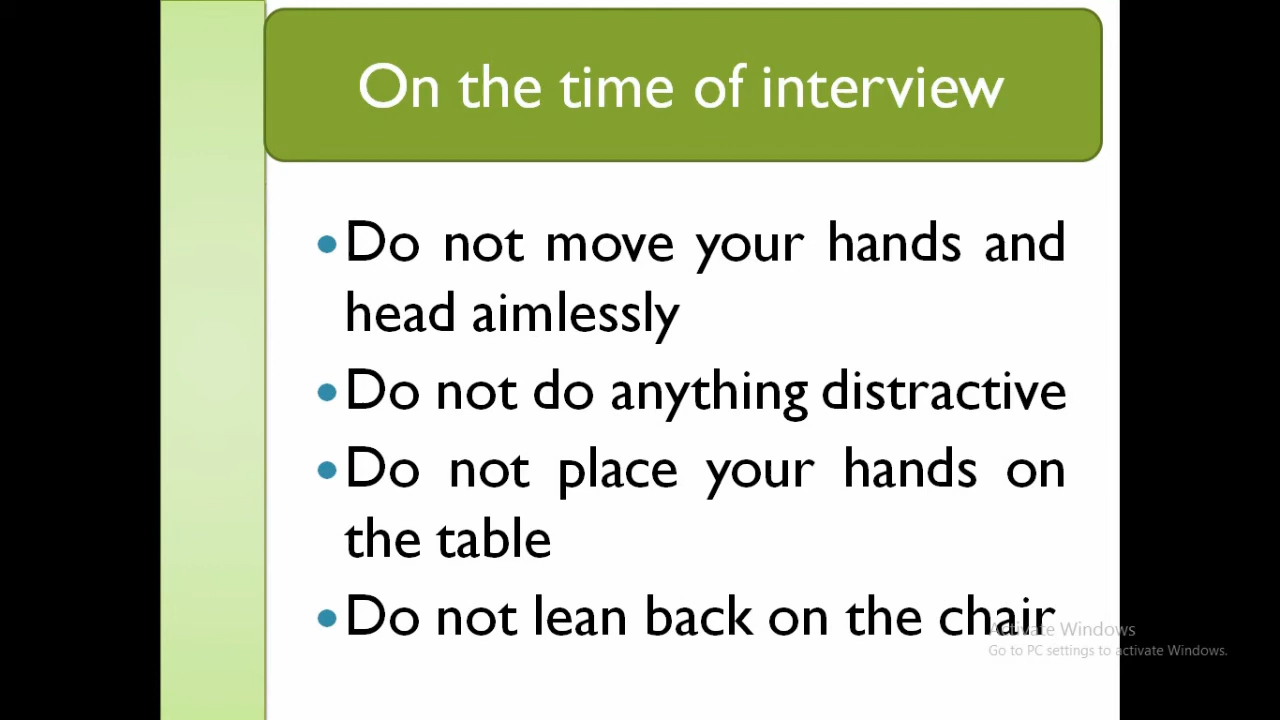 On the time of interview
•Do not move your hands and
head aimlessly
•Do not do anything distractive
•Do not place your hands on
the table
•Do not lean back on the chair
Activate Windows
Go to PC settings to activate Windows.